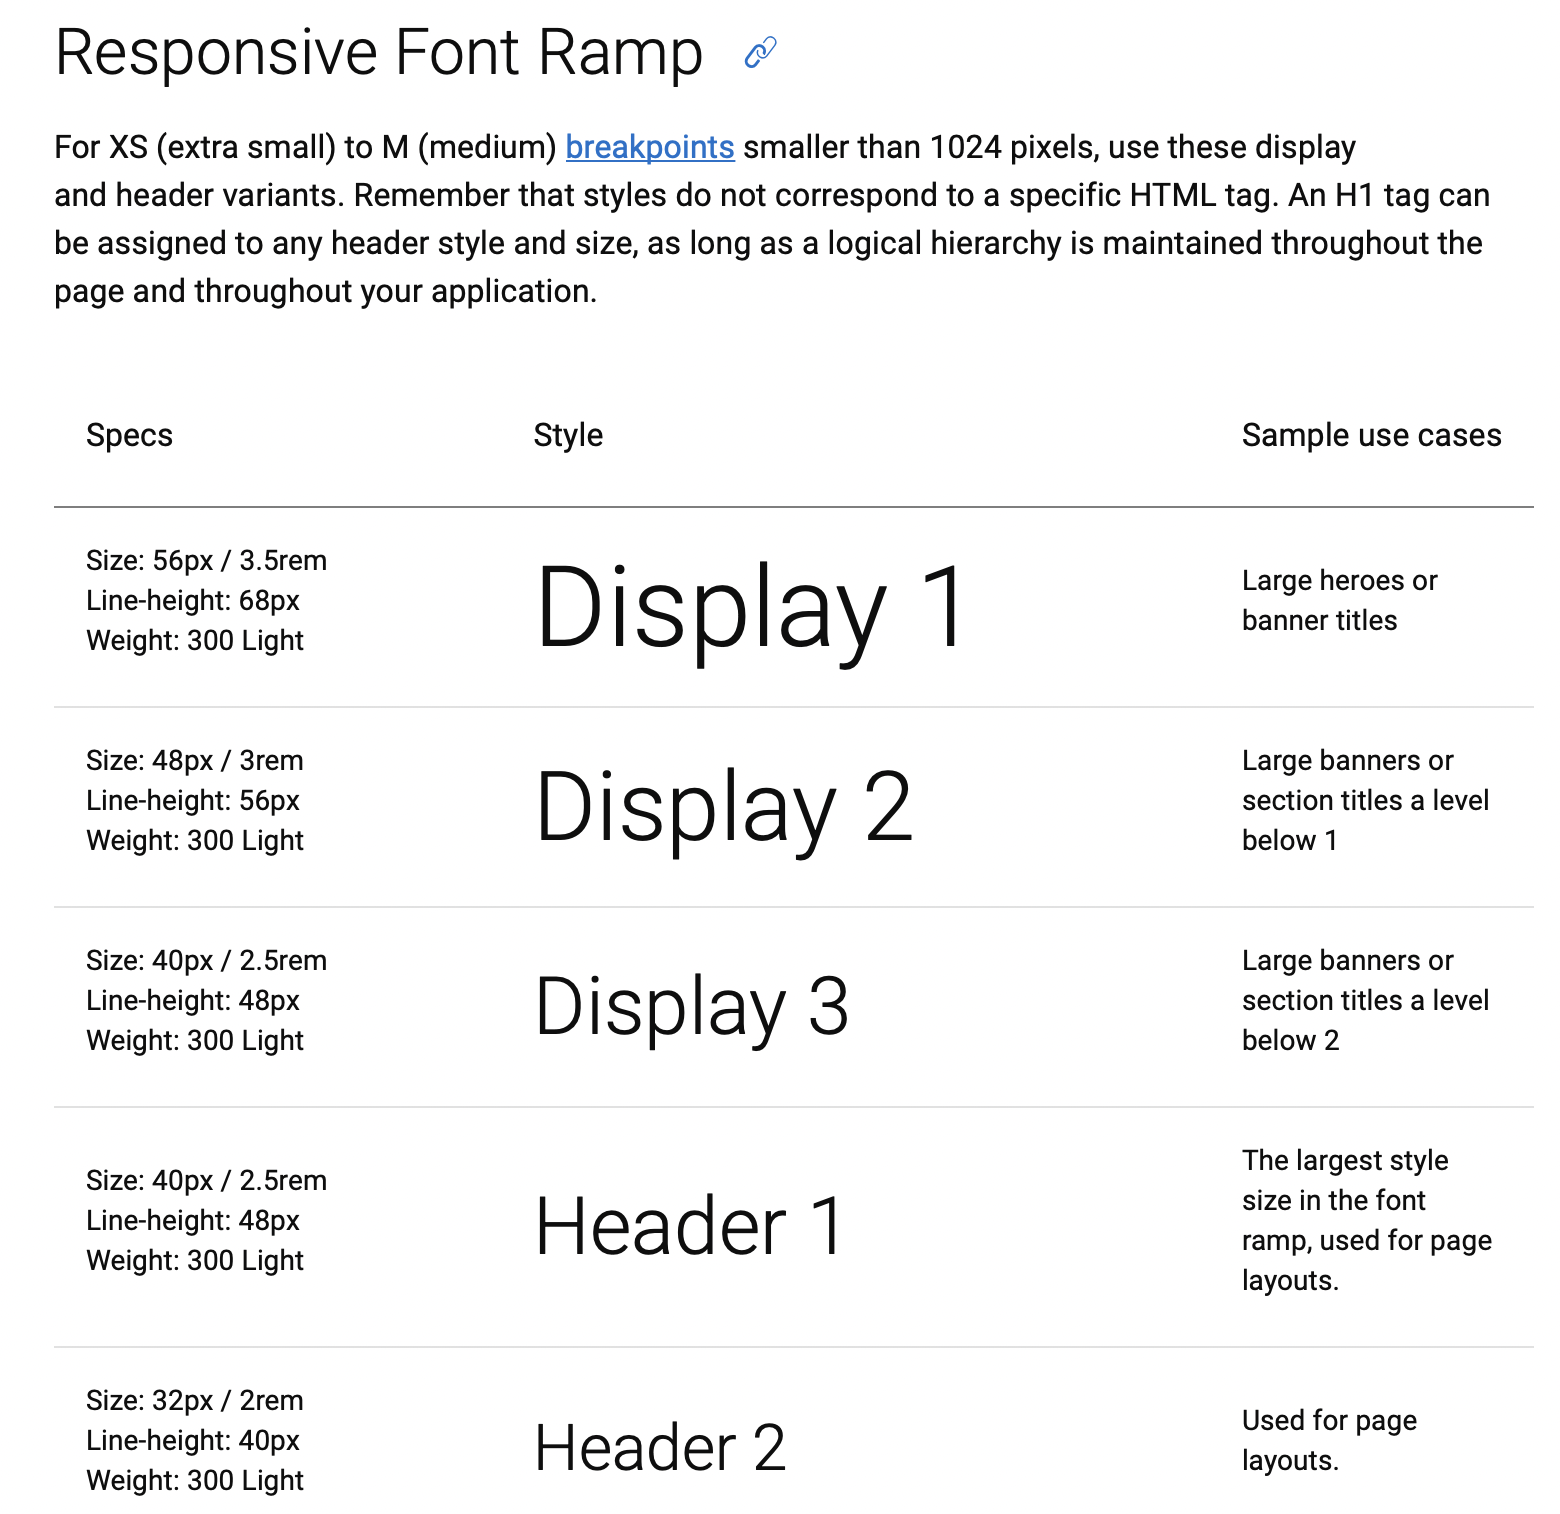 Responsive Font Ramp
For XS (extra small) to M (medium) breakpoints smaller than 1024 pixels, use these display
and header variants. Remember that styles do not correspond to a specific HTML tag. An H1 tag can
be assigned to any header style and size, as long as a logical hierarchy is maintained throughout the
page and throughout your application.
Specs
Style
Sample use cases
Size: 56px / 3.5rem
Line-height: 68px
Weight: 300 Light
Display 1
Large heroes or
banner titles
Size: 48px / 3rem
Line-height: 56px
Weight: 300 Light
Display 2
Large banners or
section titles a level
below 1
Size: 40px / 2.5rem
Line-height: 48px
Weight: 300 Light
Display 3
Large banners or
section titles a level
below 2
Size: 40px / 2.5rem
Line-height: 48px
Weight: 300 Light
Header 1
The largest style
size in the font
ramp, used for page
layouts.
Size: 32px / 2rem
Line-height: 40px
Weight: 300 Light
Header 2
Used for page
layouts.